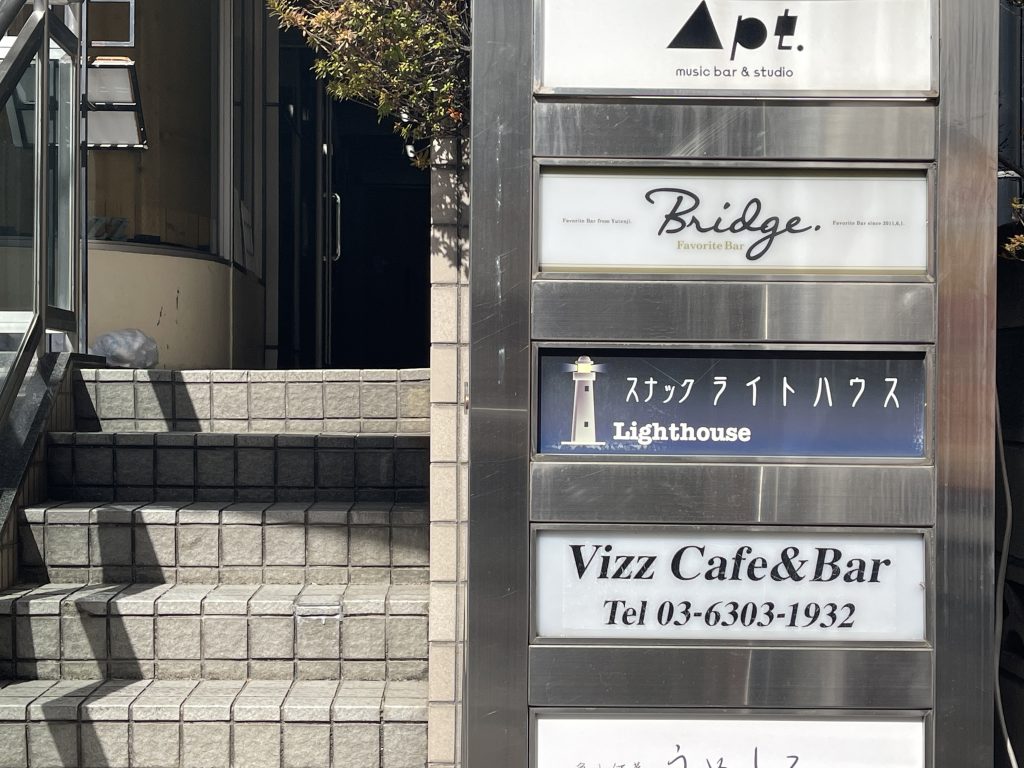 Apt.
music bar & studio
Favorite Bar from Yutenji.
Bridge.
Favorite Bar since 2011.6.1.
Favorite Bar
スナック ライトハウス
Lighthouse
Vizz Cafe&Bar
Tel 03-6303-1932